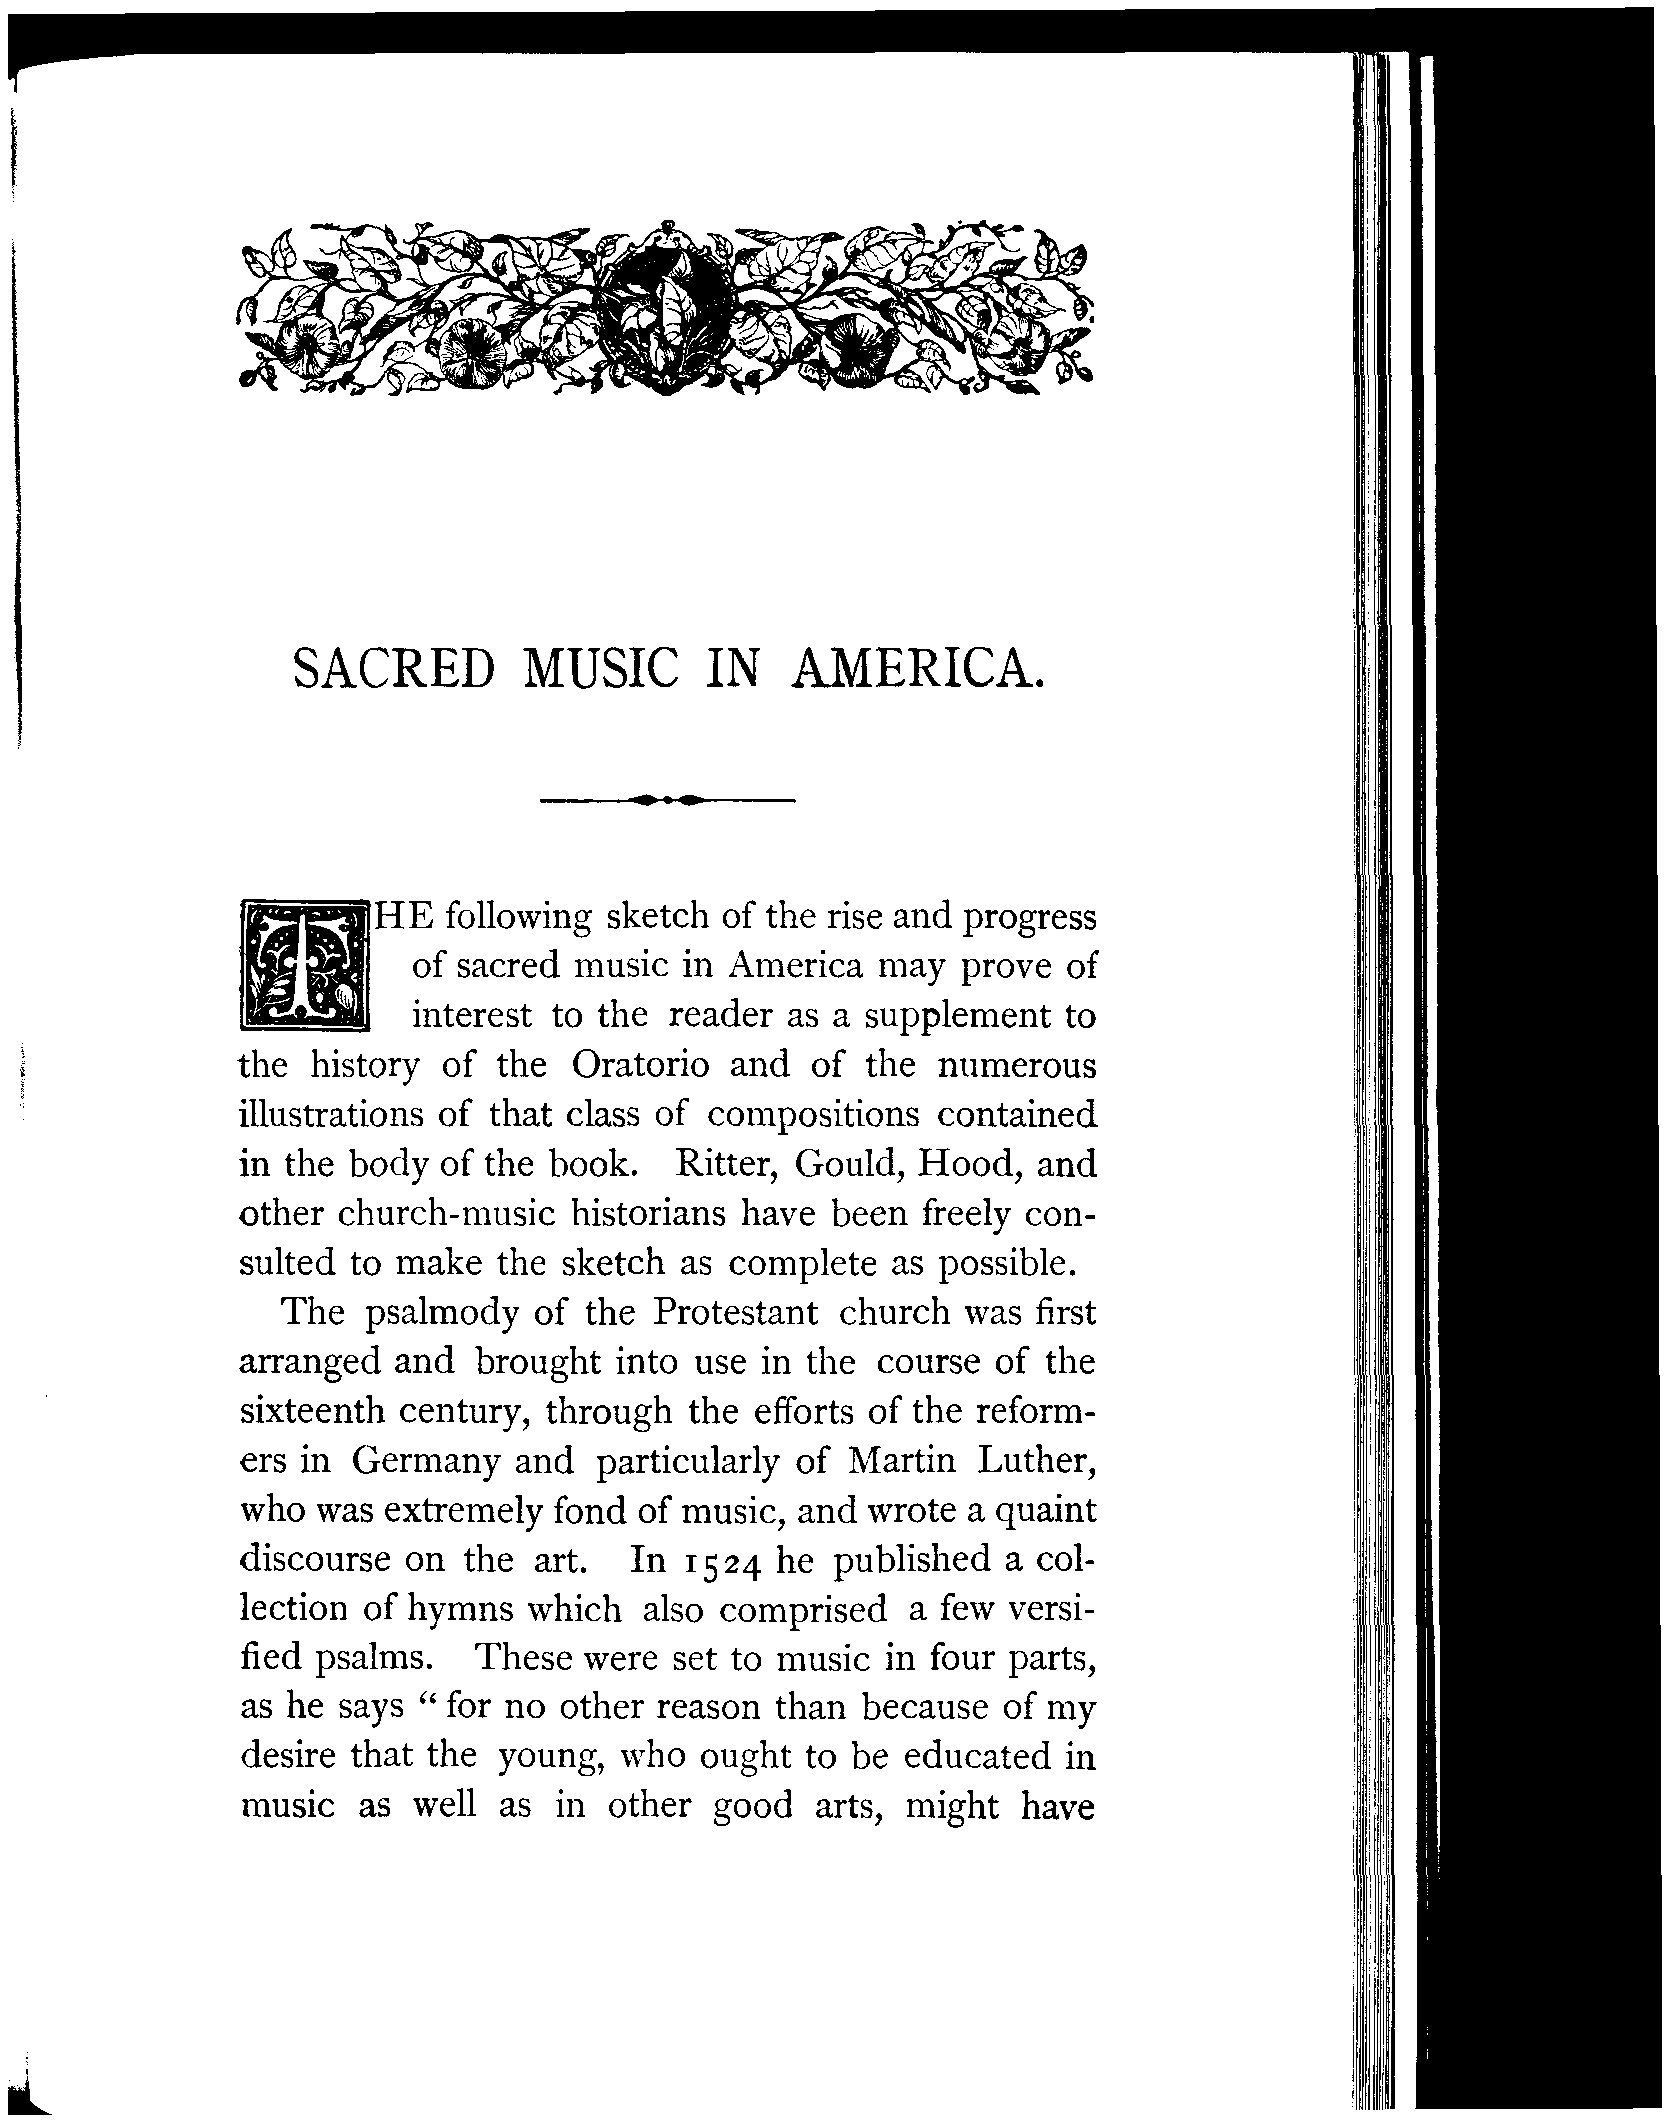 SACRED MUSIC IN AMERICA.
THE following sketch of the rise and progress
of sacred music in America may prove of
interest to the reader as a supplement to
the history of the Oratorio and of the numerous
illustrations of that class of compositions contained
in the body of the book. Ritter, Gould, Hood, and
other church-music historians have been freely con-
sulted to make the sketch as complete as possible.
The psalmody of the Protestant church was first
arranged and brought into use in the course of the
sixteenth century, through the efforts of the reform-
ers in Germany and particularly of Martin Luther,
who was extremely fond of music, and wrote a quaint
discourse on the art. In 1524 he published a col-
lection of hymns which also comprised a few versi-
fied psalms. These were set to music in four parts,
as he says “ for no other reason than because of my
desire that the young, who ought to be educated in
music as well as in other good arts, might have